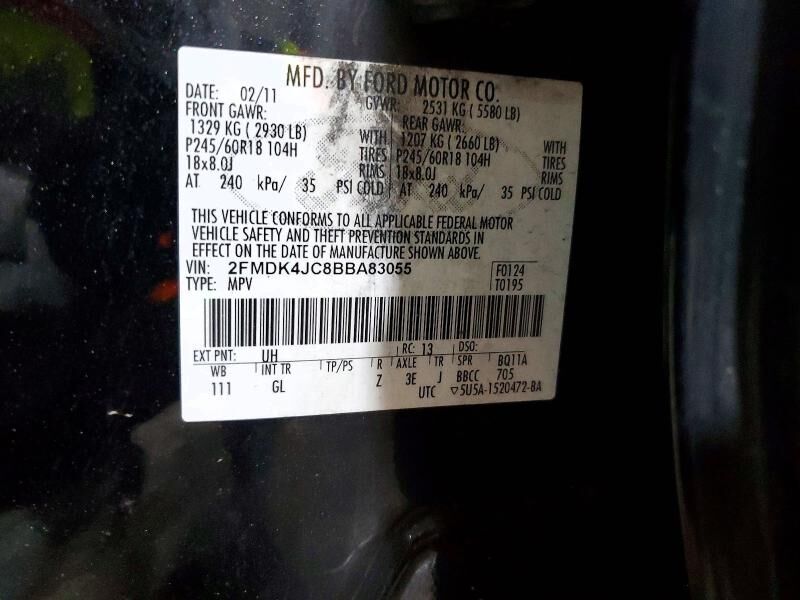 MFD. BY FORD MOTOR CO.
DATE: 02/11 GVWR: 2531 KG ( 5580 LB)
FRONT GAWR: REAR GAWR:
1329 KG ( 2930 LB) WITH 1207 KG ( 2660 LB) WITH
P245/60R18 104H TIRES P245/60R18 104H TIRES
18x8.0J RIMS 18x8.0J RIMS
AT 240 kPa/ 35 PSI COLD AT 240 kPa/ 35 PSI COLD
THIS VEHICLE CONFORMS TO ALL APPLICABLE FEDERAL MOTOR
VEHICLE SAFETY AND THEFT PREVENTION STANDARDS IN
EFFECT ON THE DATE OF MANUFACTURE SHOWN ABOVE.
VIN: 2FMDK4JC8BBA83055 F0124
TYPE: MPV T0195
EXT PNT: UH RC: 13 DSO:
WB INT TR TP/PS R AXLE TR SPR BQ11A
111 GL Z 3E J BBCC 705
UTC ▽5U5A-1520472-BA